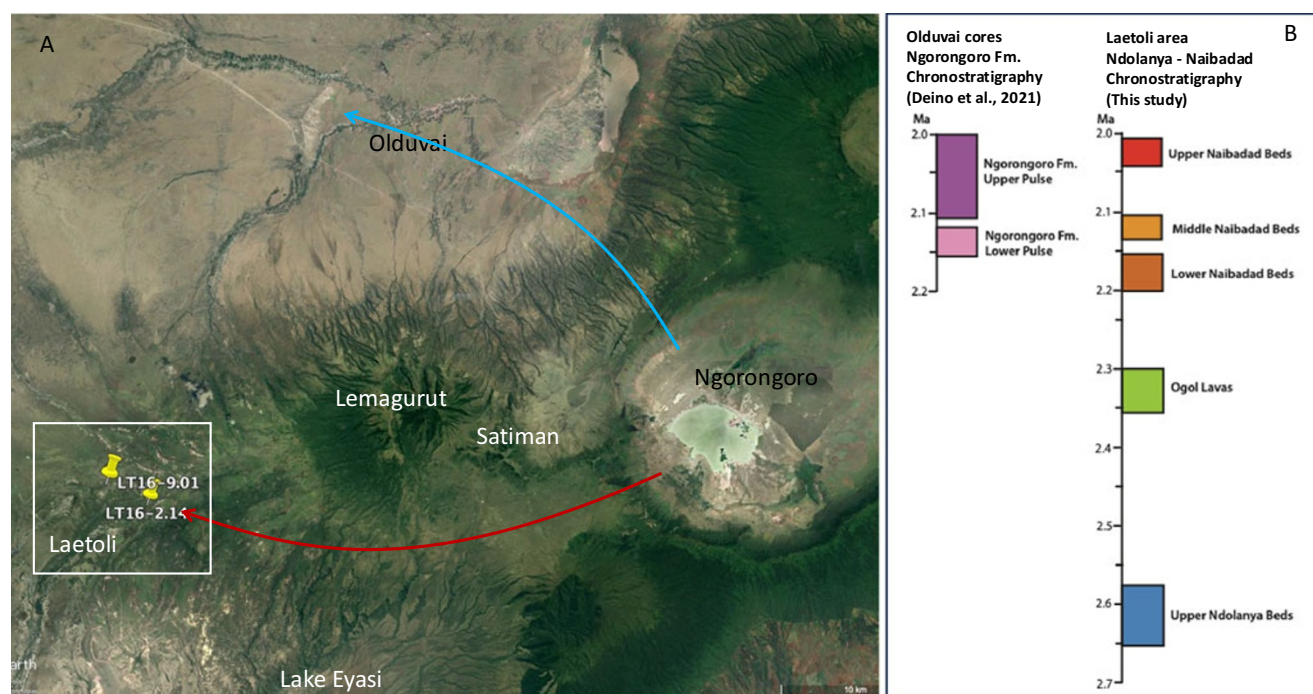 A
Olduvai
Ngorongoro
Lemagurut
Satiman
LT16-9.01
LT16-2.14
Laetoli
Lake Eyasi
arth
10 km
B
Olduvai cores
Ngorongoro Fm.
Chronostratigraphy
(Deino et al., 2021)
Ma
2.0
Ngorongoro Fm.
Upper Pulse
2.1
Ngorongoro Fm.
Lower Pulse
2.2
Laetoli area
Ndolanya - Naibadad
Chronostratigraphy
(This study)
Ma
2.0
Upper Naibadad Beds
2.1
Middle Naibadad Beds
Lower Naibadad Beds
2.2
2.3
Ogol Lavas
2.4
2.5
2.6
Upper Ndolanya Beds
2.7